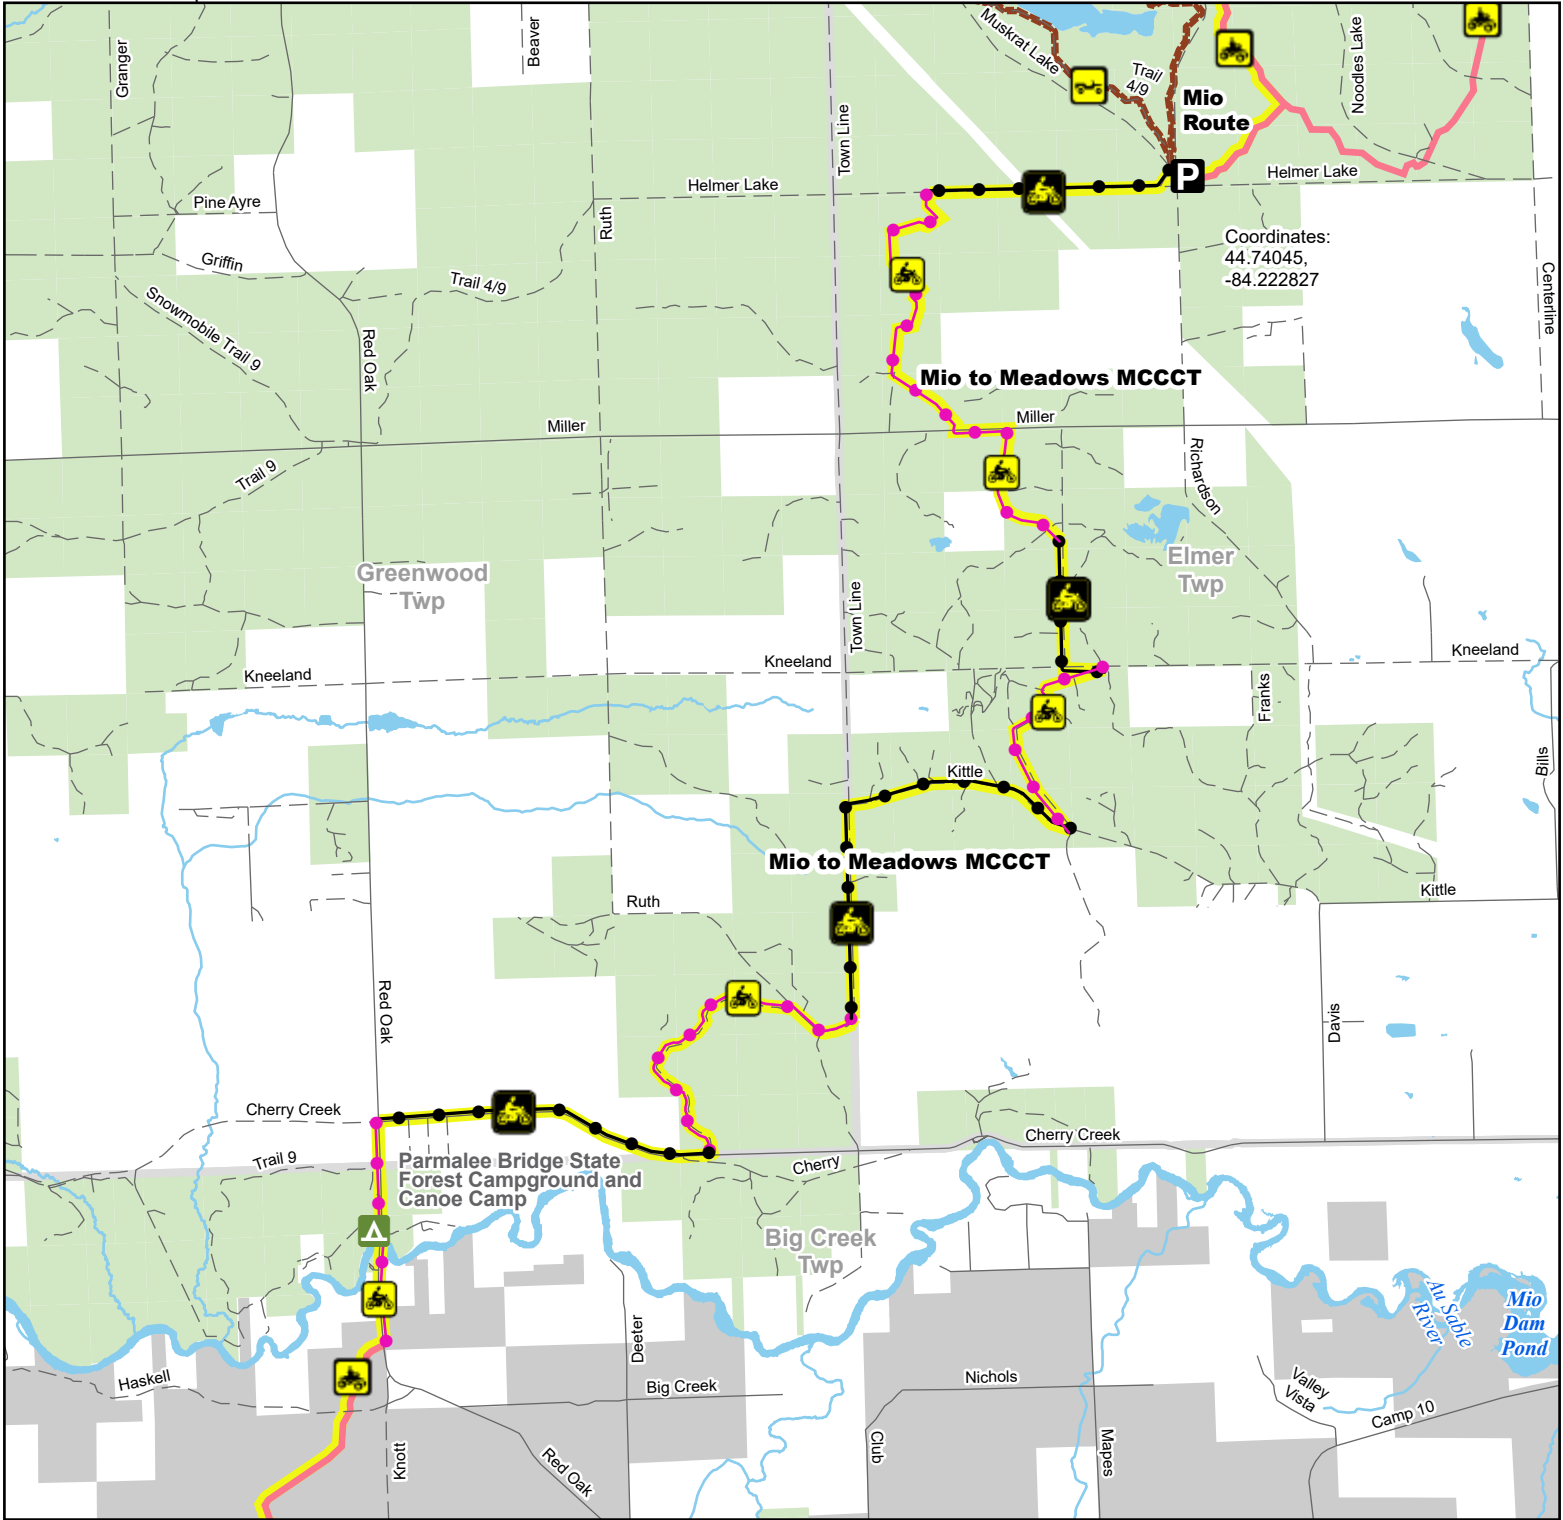 Granger
Beaver
Muskrat Lake
Trail
4/9
Noodles Lake
Mio
Route
Town Line
P
Helmer Lake
Helmer Lake
Pine Ayre
Ruth
Coordinates:
44.74045,
-84.222827
Griffin
Trail 4/9
Centerline
Snowmobile Trail 9
Red Oak
Mio to Meadows MCCCT
Miller
Miller
Trail 9
Richardson
Greenwood
Twp
Elmer
Twp
Town Line
Kneeland
Kneeland
Kneeland
Franks
Bills
Kittle
Mio to Meadows MCCCT
Kittle
Ruth
Red Oak
Davis
Cherry Creek
Cherry Creek
Trail 9
Cherry
Parmalee Bridge State
Forest Campground and
Canoe Camp
Big Creek
Twp
Au Sable
River
Mio
Dam
Pond
Deeter
Haskell
Big Creek
Nichols
Valley
Vista
Camp 10
Knott
Red Oak
Club
Mapes